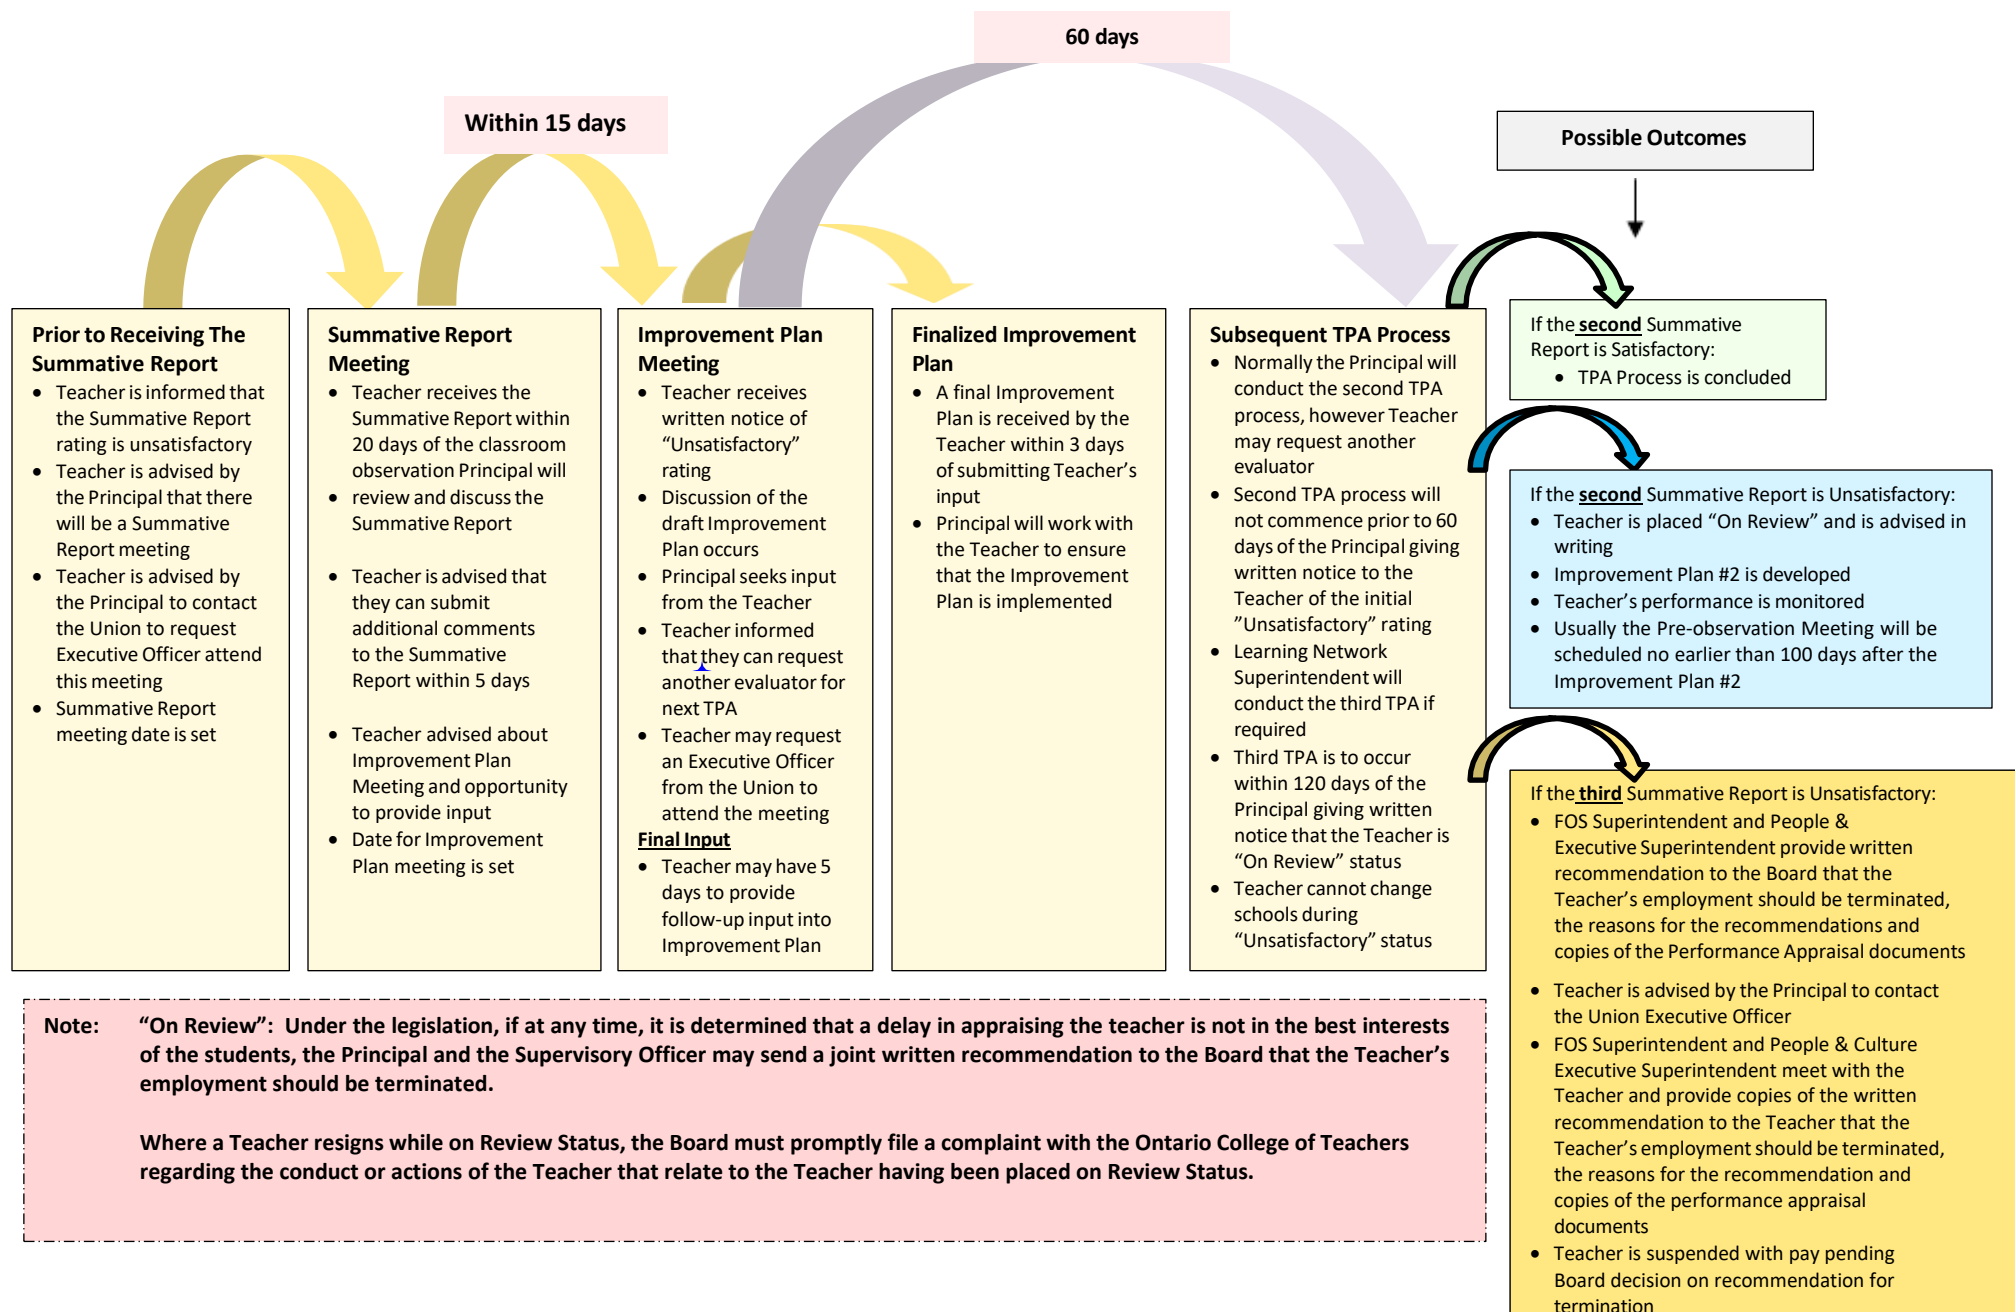 60 days
Within 15 days
Possible Outcomes
Prior to Receiving The
Summative Report
• Teacher is informed that
the Summative Report
rating is unsatisfactory
• Teacher is advised by
the Principal that there
will be a Summative
Report meeting
• Teacher is advised by
the Principal to contact
the Union to request
Executive Officer attend
this meeting
• Summative Report
meeting date is set
Summative Report
Meeting
• Teacher receives the
Summative Report within
20 days of the classroom
observation Principal will
• review and discuss the
Summative Report
• Teacher is advised that
they can submit
additional comments
to the Summative
Report within 5 days
• Teacher advised about
Improvement Plan
Meeting and opportunity
to provide input
• Date for Improvement
Plan meeting is set
Improvement Plan
Meeting
• Teacher receives
written notice of
“Unsatisfactory”
rating
• Discussion of the
draft Improvement
Plan occurs
• Principal seeks input
from the Teacher
• Teacher informed
that they can request
another evaluator for
next TPA
• Teacher may request
an Executive Officer
from the Union to
attend the meeting
Final Input
• Teacher may have 5
days to provide
follow-up input into
Improvement Plan
Finalized Improvement
Plan
• A final Improvement
Plan is received by the
Teacher within 3 days
of submitting Teacher’s
input
• Principal will work with
the Teacher to ensure
that the Improvement
Plan is implemented
Subsequent TPA Process
• Normally the Principal will
conduct the second TPA
process, however Teacher
may request another
evaluator
• Second TPA process will
not commence prior to 60
days of the Principal giving
written notice to the
Teacher of the initial
”Unsatisfactory” rating
• Learning Network
Superintendent will
conduct the third TPA if
required
• Third TPA is to occur
within 120 days of the
Principal giving written
notice that the Teacher is
“On Review” status
• Teacher cannot change
schools during
“Unsatisfactory” status
If the second Summative
Report is Satisfactory:
• TPA Process is concluded
If the second Summative Report is Unsatisfactory:
• Teacher is placed “On Review” and is advised in
writing
• Improvement Plan #2 is developed
• Teacher’s performance is monitored
• Usually the Pre-observation Meeting will be
scheduled no earlier than 100 days after the
Improvement Plan #2
If the third Summative Report is Unsatisfactory:
• FOS Superintendent and People &
Executive Superintendent provide written
recommendation to the Board that the
Teacher’s employment should be terminated,
the reasons for the recommendations and
copies of the Performance Appraisal documents
• Teacher is advised by the Principal to contact
the Union Executive Officer
• FOS Superintendent and People & Culture
Executive Superintendent meet with the
Teacher and provide copies of the written
recommendation to the Teacher that the
Teacher’s employment should be terminated,
the reasons for the recommendation and
copies of the performance appraisal
documents
• Teacher is suspended with pay pending
Board decision on recommendation for
termination
Note: “On Review”: Under the legislation, if at any time, it is determined that a delay in appraising the teacher is not in the best interests
of the students, the Principal and the Supervisory Officer may send a joint written recommendation to the Board that the Teacher’s
employment should be terminated.
Where a Teacher resigns while on Review Status, the Board must promptly file a complaint with the Ontario College of Teachers
regarding the conduct or actions of the Teacher that relate to the Teacher having been placed on Review Status.